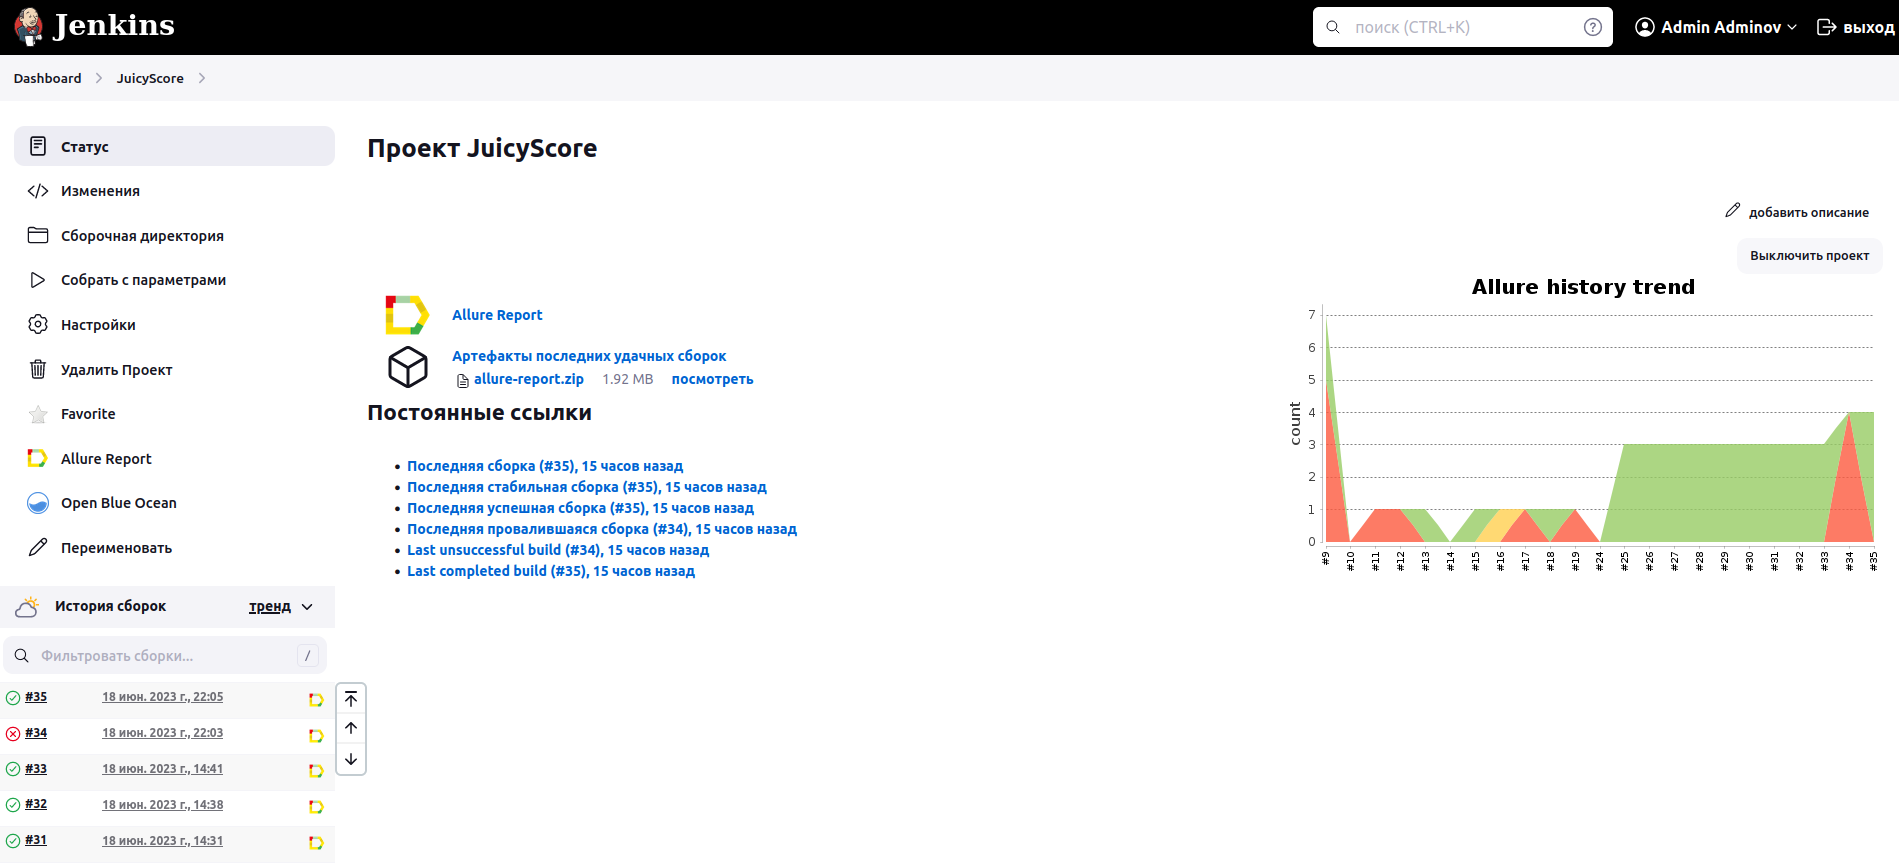 Jenkins
поиск (CTRL+K)
Admin Adminov
выход
Dashboard
JuicyScore
Статус
Изменения
Сборочная директория
Собрать с параметрами
Настройки
Удалить Проект
Favorite
Allure Report
Open Blue Ocean
Переименовать
История сборок
тренд
Фильтровать сборки...
/
#35 18 июн. 2023 г., 22:05
#34 18 июн. 2023 г., 22:03
#33 18 июн. 2023 г., 14:41
#32 18 июн. 2023 г., 14:38
#31 18 июн. 2023 г., 14:31
Проект JuicyScore
добавить описание
Выключить проект
Allure Report
Артефакты последних удачных сборок
allure-report.zip 1.92 MB посмотреть
Постоянные ссылки
Последняя сборка (#35), 15 часов назад
Последняя стабильная сборка (#35), 15 часов назад
Последняя успешная сборка (#35), 15 часов назад
Последняя провалившаяся сборка (#34), 15 часов назад
Last unsuccessful build (#34), 15 часов назад
Last completed build (#35), 15 часов назад
Allure history trend
count
7
6
5
4
3
2
1
0
#9 #10 #11 #12 #13 #14 #15 #16 #17 #18 #19 #24 #25 #26 #27 #28 #29 #30 #31 #32 #33 #34 #35